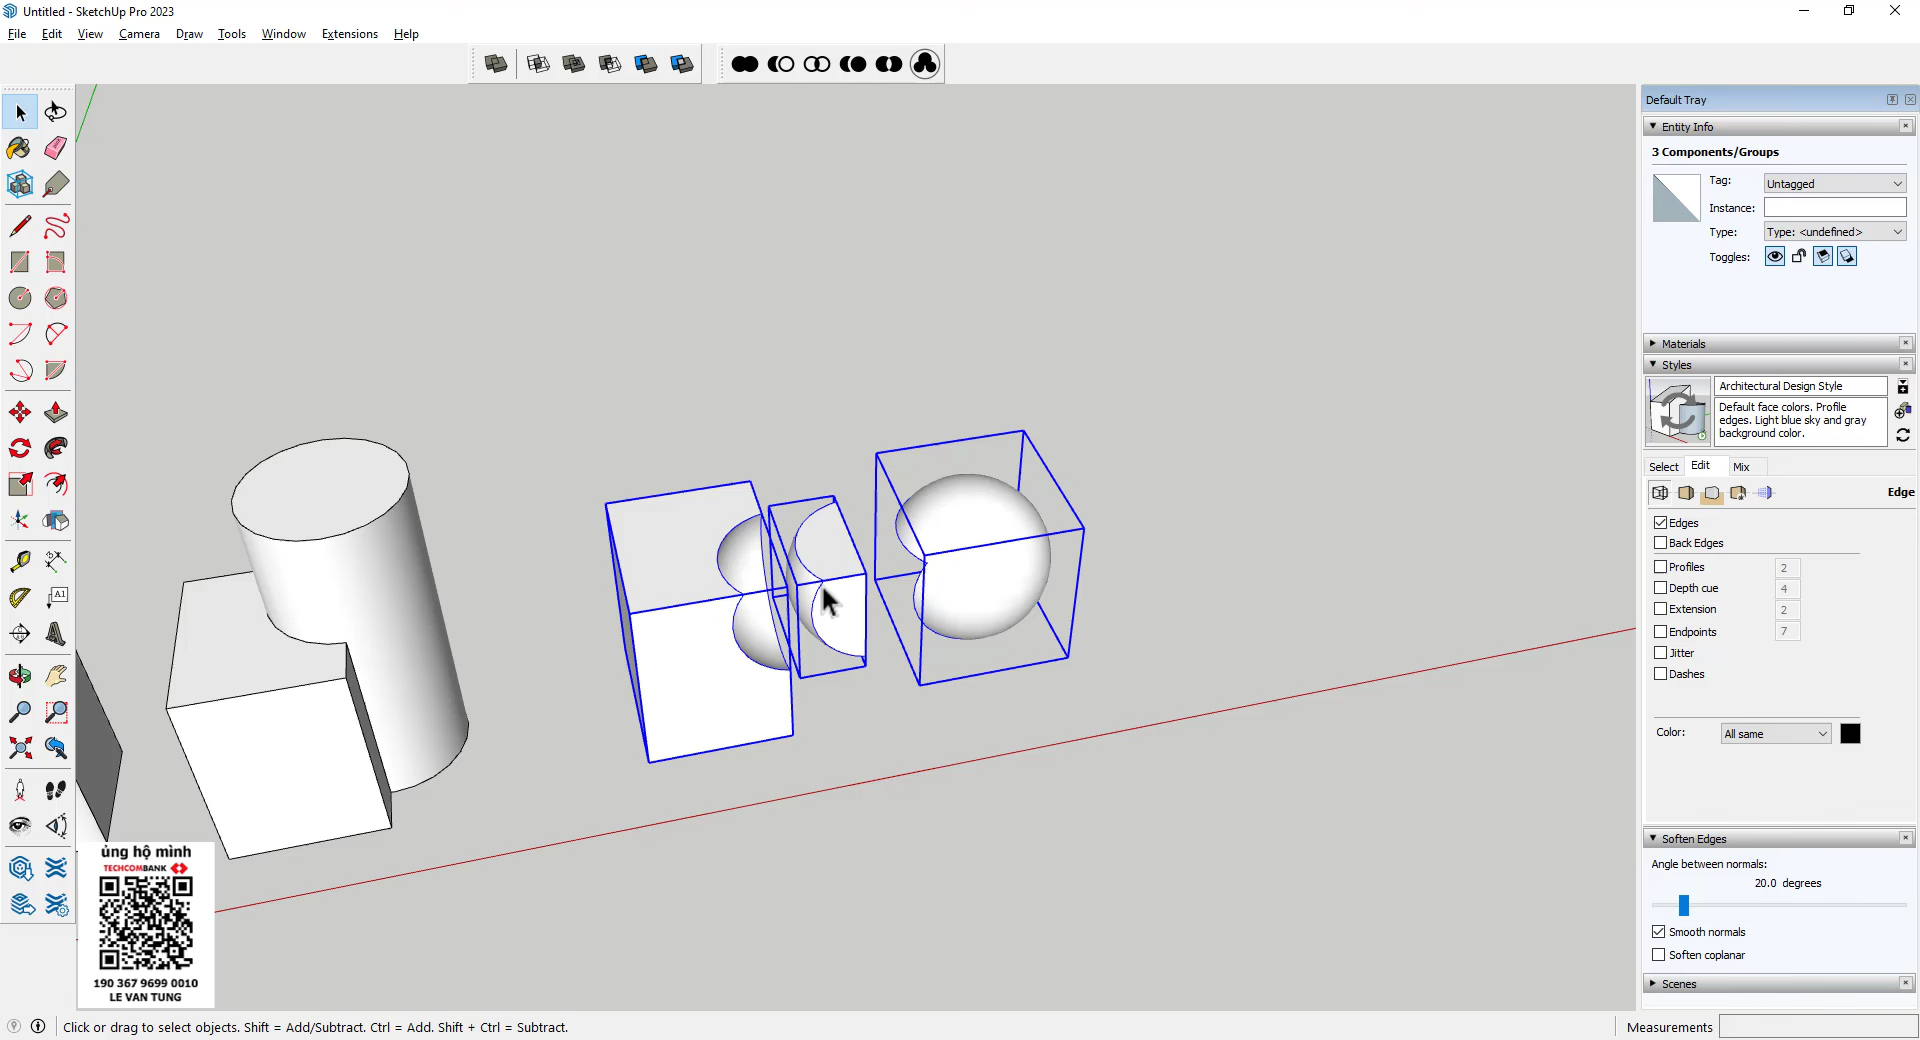 Untitled - SketchUp Pro 2023
File Edit View Camera Draw Tools Window Extensions Help
Default Tray
Entity Info
3 Components/Groups
Tag: Untagged
Instance:
Type: Type: <undefined>
Toggles:
Materials
Styles
Architectural Design Style
Default face colors. Profile
edges. Light blue sky and gray
background color.
Select Edit Mix
Edge
Edges
Back Edges
Profiles 2
Depth cue 4
Extension 2
Endpoints 7
Jitter
Dashes
Color: All same
Soften Edges
Angle between normals:
20.0 degrees
Smooth normals
Soften coplanar
Scenes
A1
ủng hộ mình
TECHCOMBANK
190 367 9699 0010
LE VAN TUNG
Click or drag to select objects. Shift = Add/Subtract. Ctrl = Add. Shift + Ctrl = Subtract.
Measurements